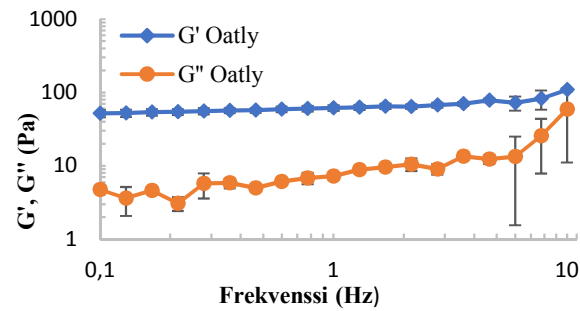 1000
100
10
1
G', G" (Pa)
G' Oatly
G" Oatly
0,1
1
10
Frekvenssi (Hz)